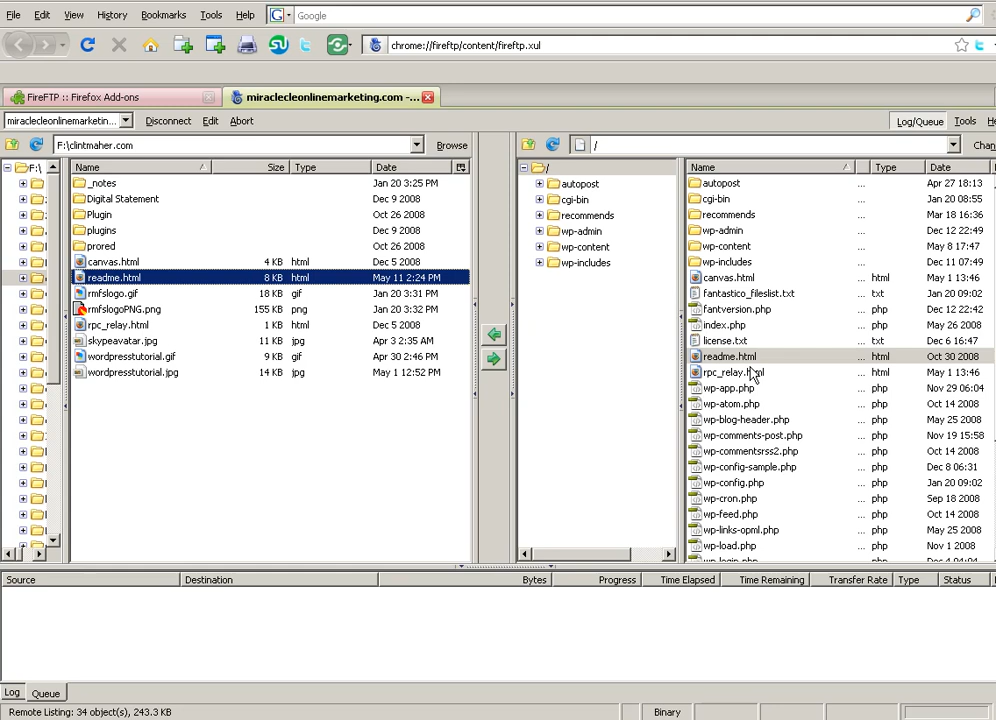 File Edit View History Bookmarks Tools Help Google
chrome://fireftp/content/fireftp.xul
FireFTP :: Firefox Add-ons miraclecleonlinemarketing.com -...
miraclecleonlinemarketin... Disconnect Edit Abort Log/Queue Tools
F:\clintmaher.com Browse / Chan
F:\ Name Size Type Date / Name Type Date
_notes Jan 20 3:25 PM autopost autopost ... Apr 27 18:13
Digital Statement Dec 9 2008 cgi-bin cgi-bin ... Jan 20 08:55
Plugin Oct 26 2008 recommends recommends ... Mar 18 16:36
plugins Dec 9 2008 wp-admin wp-admin ... Dec 12 22:49
prored Oct 26 2008 wp-content wp-content ... May 8 17:47
canvas.html 4 KB html Dec 5 2008 wp-includes wp-includes ... Dec 11 07:49
readme.html 8 KB html May 11 2:24 PM canvas.html ... html May 1 13:46
rmfslogo.gif 18 KB gif Jan 20 3:31 PM fantastico_fileslist.txt ... txt Jan 20 09:02
rmfslogoPNG.png 155 KB png Jan 20 3:32 PM fantversion.php ... php Dec 12 22:42
rpc_relay.html 1 KB html Dec 5 2008 index.php ... php May 26 2008
skypeavatar.jpg 11 KB jpg Apr 3 2:35 AM license.txt ... txt Dec 6 16:47
wordpresstutorial.gif 9 KB gif Apr 30 2:46 PM readme.html ... html Oct 30 2008
wordpresstutorial.jpg 14 KB jpg May 1 12:52 PM rpc_relay.html ... html May 1 13:46
wp-app.php ... php Nov 29 06:04
wp-atom.php ... php Oct 14 2008
wp-blog-header.php ... php May 25 2008
wp-comments-post.php ... php Nov 19 15:58
wp-commentsrss2.php ... php Oct 14 2008
wp-config-sample.php ... php Dec 8 06:31
wp-config.php ... php Jan 20 09:02
wp-cron.php ... php Sep 18 2008
wp-feed.php ... php Oct 14 2008
wp-links-opml.php ... php May 25 2008
wp-load.php ... php Nov 1 2008
Source Destination Bytes Progress Time Elapsed Time Remaining Transfer Rate Type Status
Log Queue
Remote Listing: 34 object(s), 243.3 KB Binary